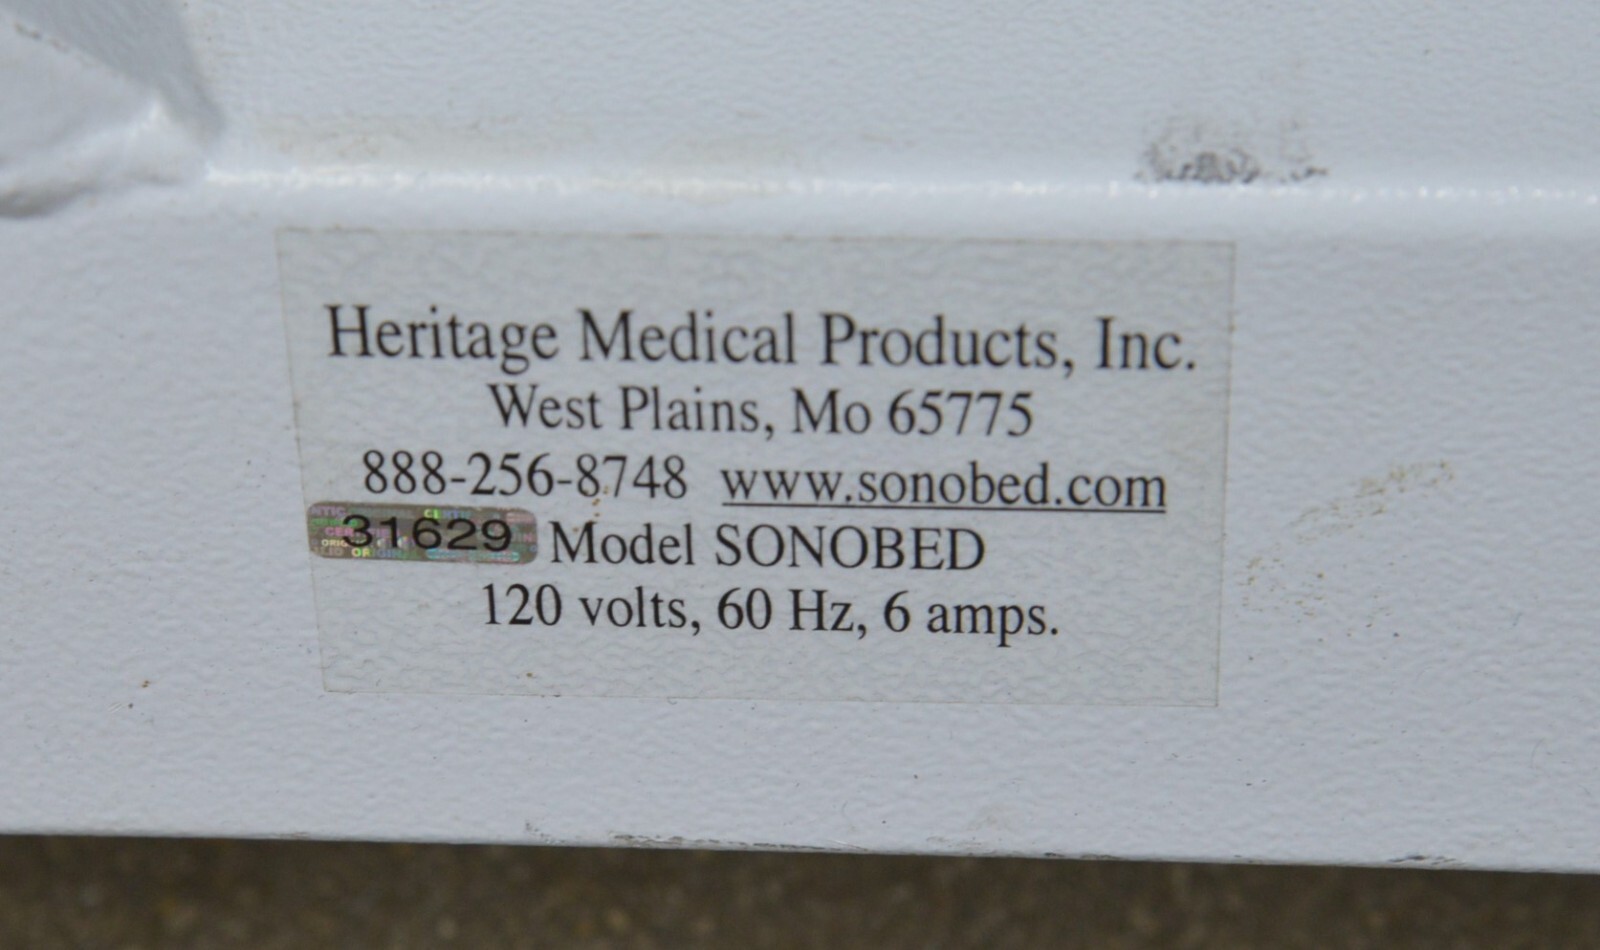 Heritage Medical Products, Inc.
West Plains, Mo 65775
888-256-8748 www.sonobed.com
31629 Model SONOBED
120 volts, 60 Hz, 6 amps.